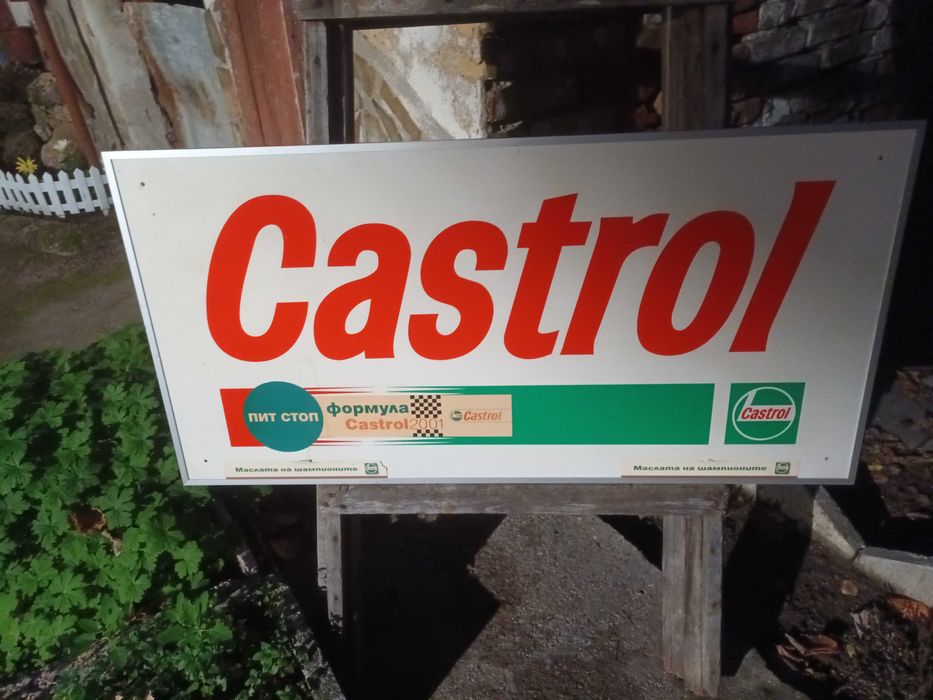 Castrol
ПИТ СТОП
формула
Castrol2001
Castrol
Castrol
Маслата на шампионите
Маслата на шампионите